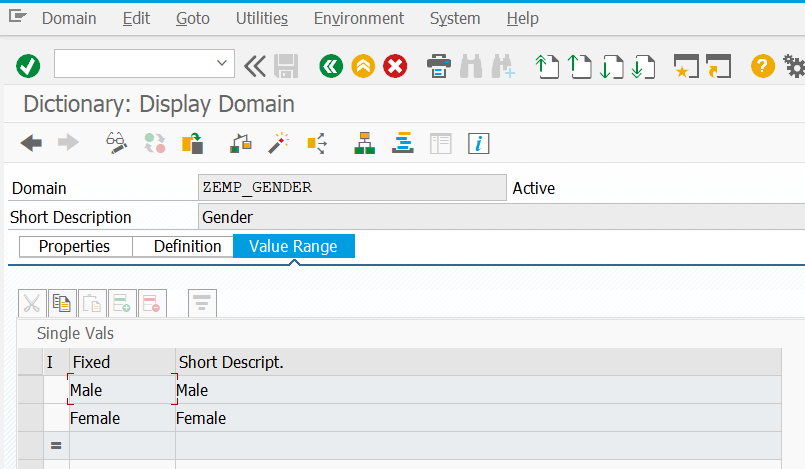 Domain Edit Goto Utilities Environment System Help
Dictionary: Display Domain
Domain ZEMP_GENDER Active
Short Description Gender
Properties Definition Value Range
Single Vals
I Fixed Short Descript.
Male Male
Female Female
=